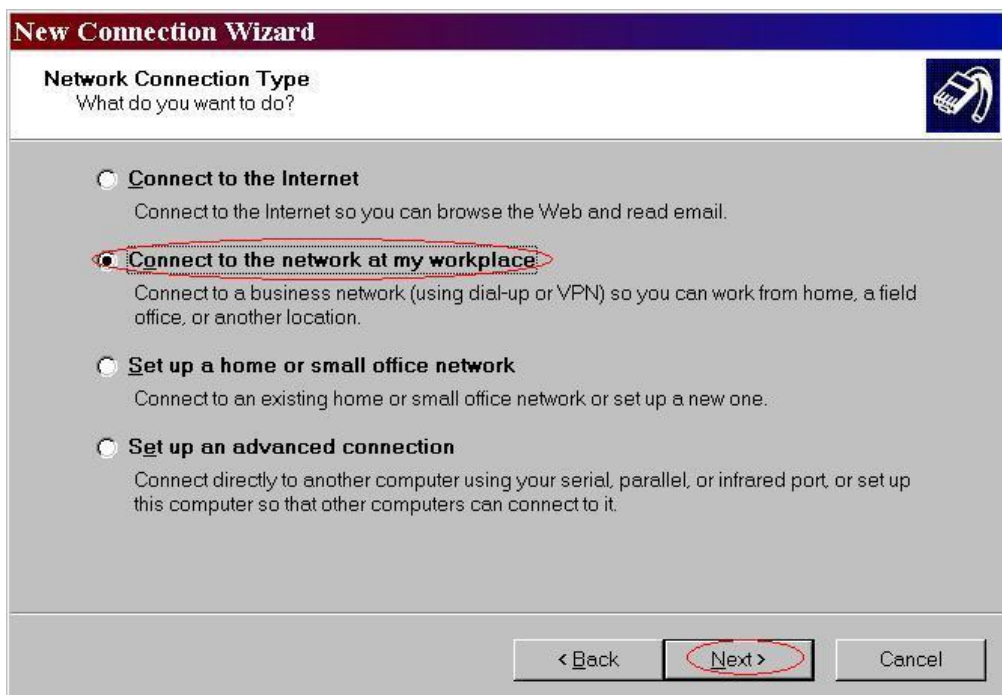 New Connection Wizard
Network Connection Type
What do you want to do?
Connect to the Internet
Connect to the Internet so you can browse the Web and read email.
Connect to the network at my workplace
Connect to a business network (using dial-up or VPN) so you can work from home, a field
office, or another location.
Set up a home or small office network
Connect to an existing home or small office network or set up a new one.
Set up an advanced connection
Connect directly to another computer using your serial, parallel, or infrared port, or set up
this computer so that other computers can connect to it.
< Back Next > Cancel